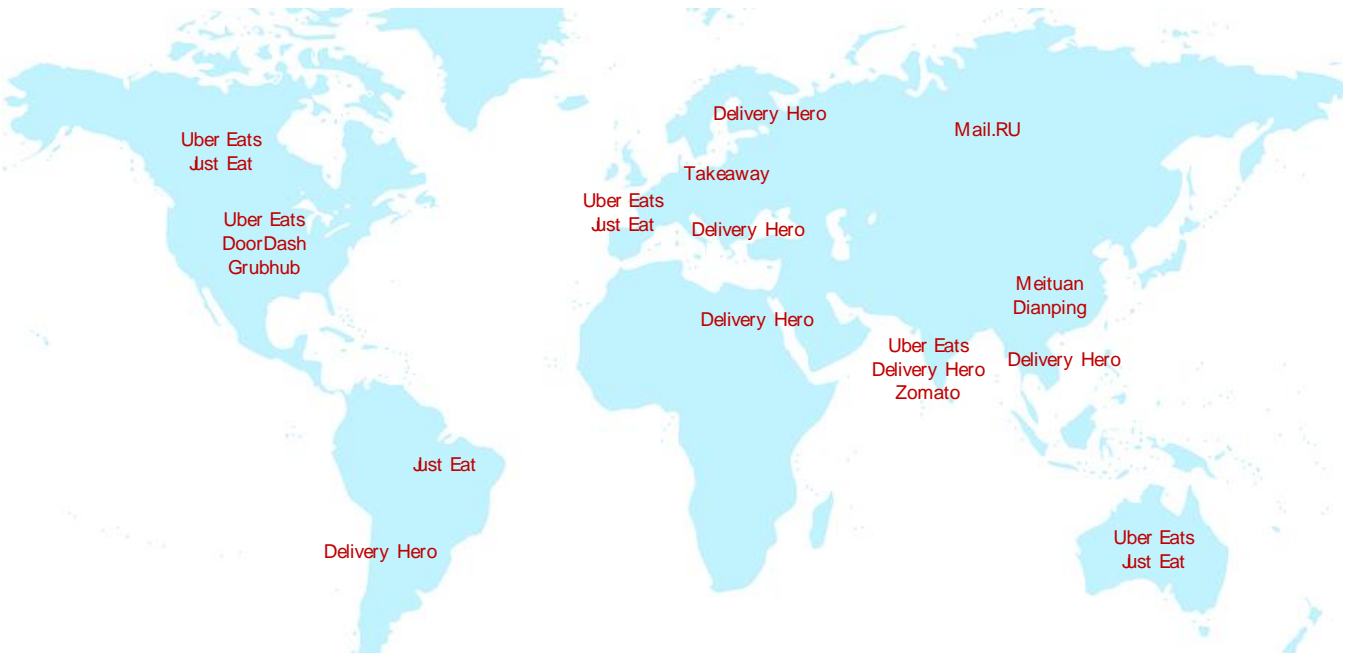 Delivery Hero
Mail.RU
Uber Eats
Just Eat
Takeaway
Uber Eats
Just Eat
Uber Eats
DoorDash
Grubhub
Delivery Hero
Meituan
Dianping
Delivery Hero
Uber Eats
Delivery Hero
Zomato
Delivery Hero
Just Eat
Delivery Hero
Uber Eats
Just Eat